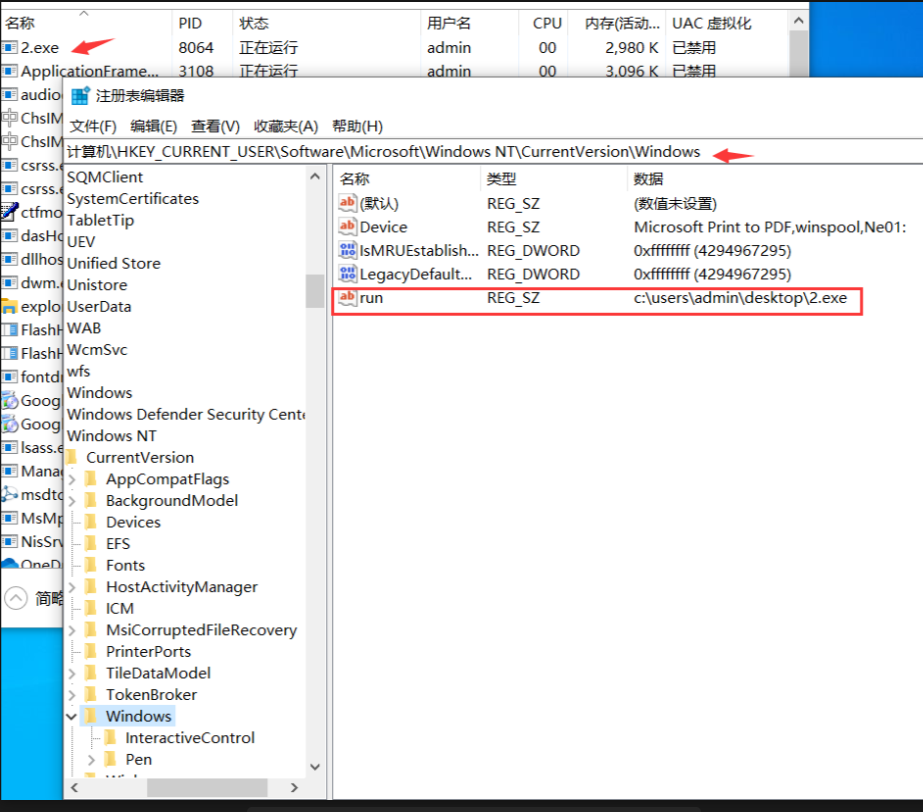 名称 PID 状态 用户名 CPU 内存(活动... UAC 虚拟化
2.exe 8064 正在运行 admin 00 2,980 K 已禁用
ApplicationFrame... 3108 正在运行 admin 00 3,096 K 已禁用
audio
ChsIM
ChsIM
csrss.e
csrss.e
ctfmo
dasHo
dllhos
dwm.e
explo
FlashH
FlashH
fontdr
Goog
Goog
lsass.e
Mana
msdtc
MsMp
NisSrv
OneD
简略
注册表编辑器
文件(F) 编辑(E) 查看(V) 收藏夹(A) 帮助(H)
计算机\HKEY_CURRENT_USER\Software\Microsoft\Windows NT\CurrentVersion\Windows
SQMClient
SystemCertificates
TabletTip
UEV
Unified Store
Unistore
UserData
WAB
WcmSvc
wfs
Windows
Windows Defender Security Cente
Windows NT
CurrentVersion
AppCompatFlags
BackgroundModel
Devices
EFS
Fonts
HostActivityManager
ICM
MsiCorruptedFileRecovery
PrinterPorts
TileDataModel
TokenBroker
Windows
InteractiveControl
Pen
名称 类型 数据
(默认) REG_SZ (数值未设置)
Device REG_SZ Microsoft Print to PDF,winspool,Ne01:
IsMRUEstablish... REG_DWORD 0xffffffff (4294967295)
LegacyDefault... REG_DWORD 0xffffffff (4294967295)
run REG_SZ c:\users\admin\desktop\2.exe